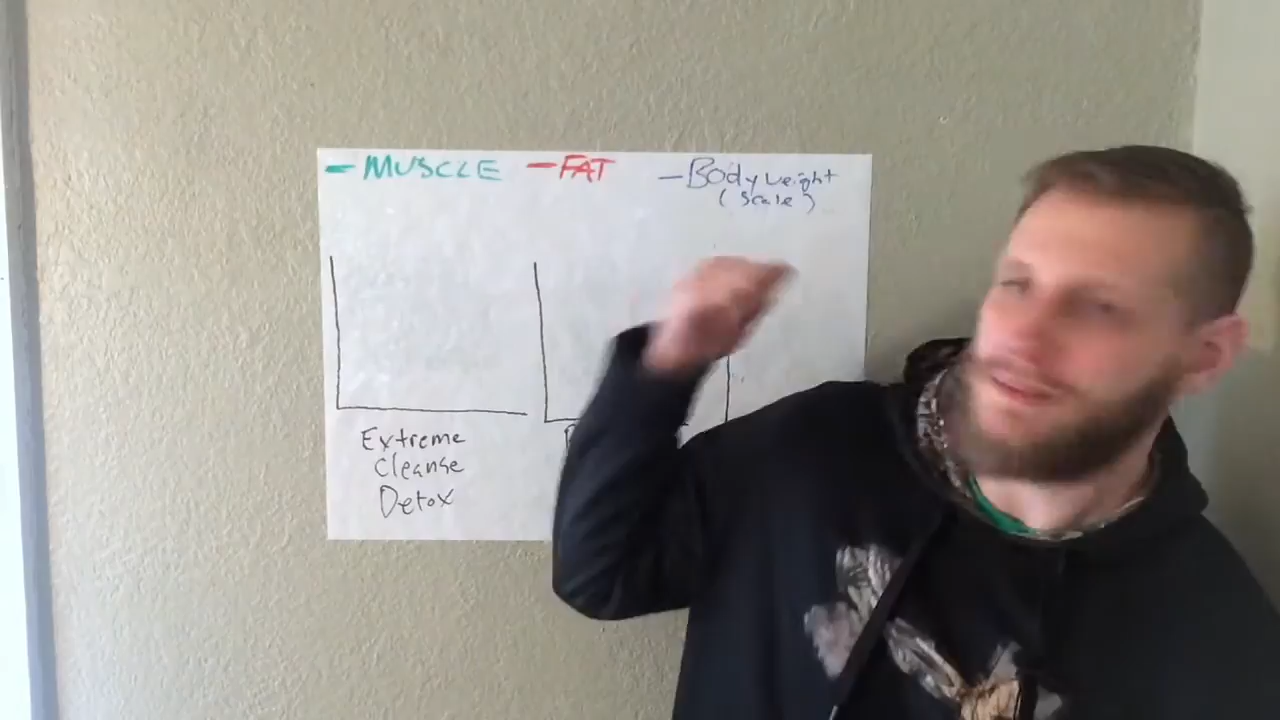 - MUSCLE - FAT - Body weight
(scale)
Extreme
Cleanse
Detox